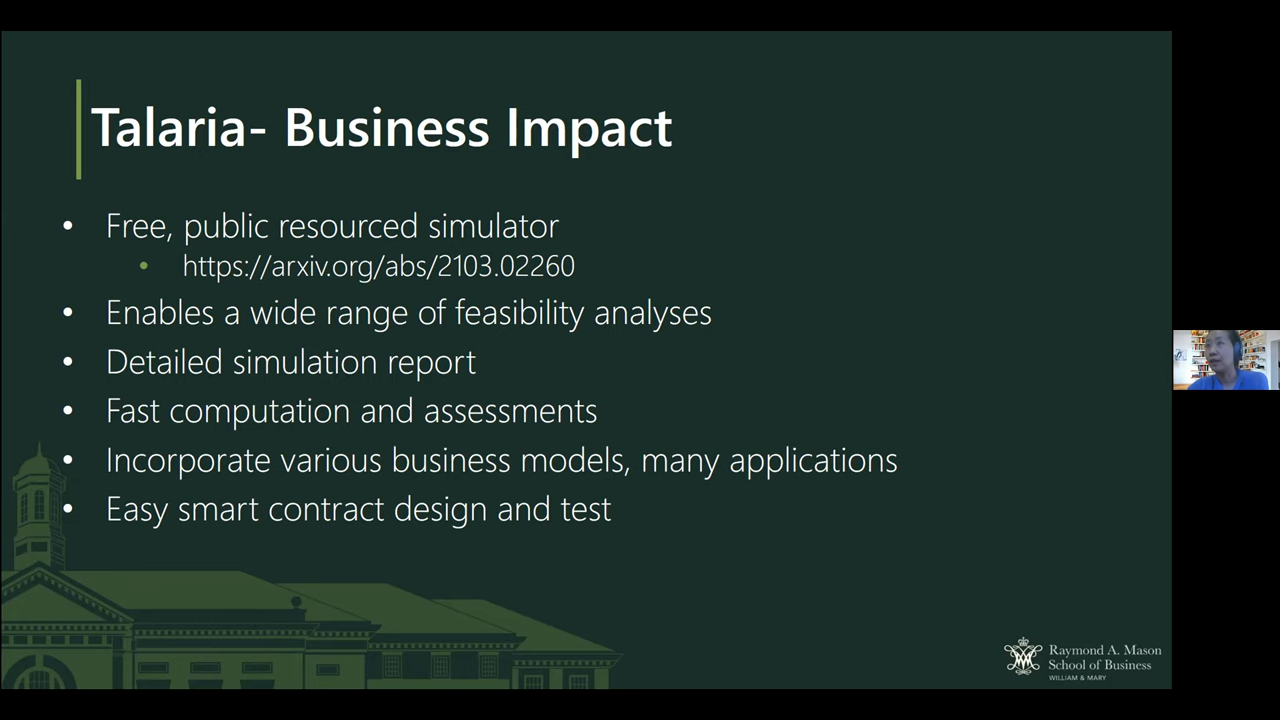 Talaria- Business Impact
• Free, public resourced simulator
• https://arxiv.org/abs/2103.02260
• Enables a wide range of feasibility analyses
• Detailed simulation report
• Fast computation and assessments
• Incorporate various business models, many applications
• Easy smart contract design and test
Raymond A. Mason
School of Business
WILLIAM & MARY